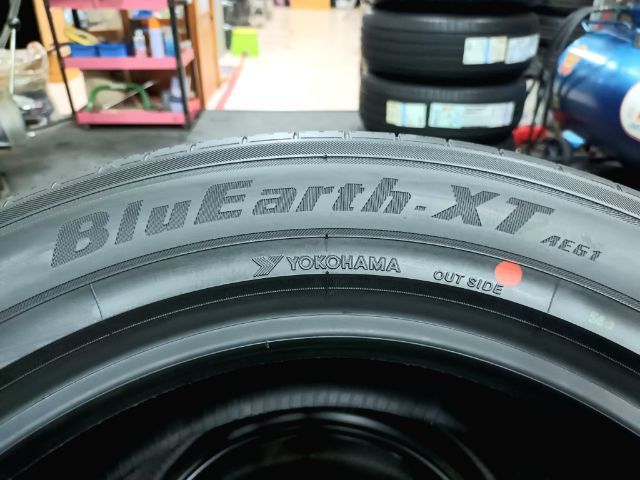 BluEarth-XT AE61
YOKOHAMA
OUT SIDE